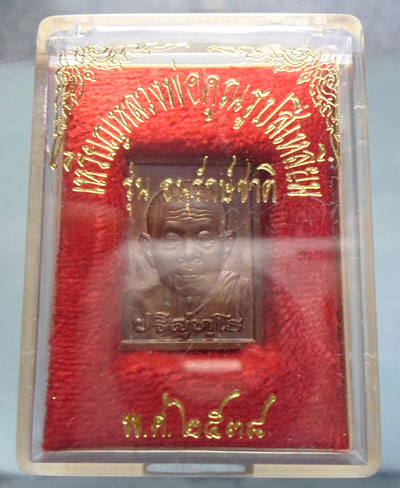 เหรียญหลวงพ่อคูณรูปสี่เหลี่ยม
รุ่น อนุรักษ์ชาติ
ปริสุทฺโธ
พ.ศ.๒๕๓๘